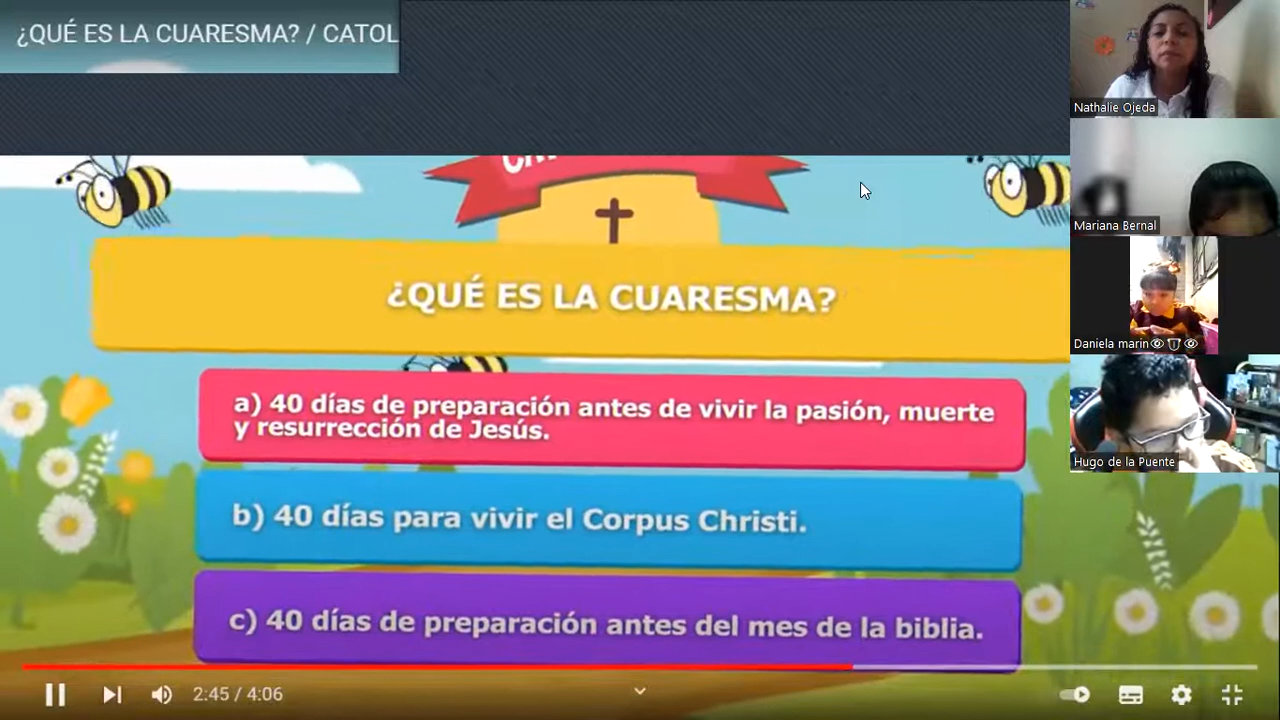 ¿QUÉ ES LA CUARESMA? / CATOL
Nathalie Ojeda
Mariana Bernal
Daniela marin
Hugo de la Puente
¿QUÉ ES LA CUARESMA?
a) 40 días de preparación antes de vivir la pasión, muerte
y resurrección de Jesús.
b) 40 días para vivir el Corpus Christi.
c) 40 días de preparación antes del mes de la biblia.
2:45 / 4:06